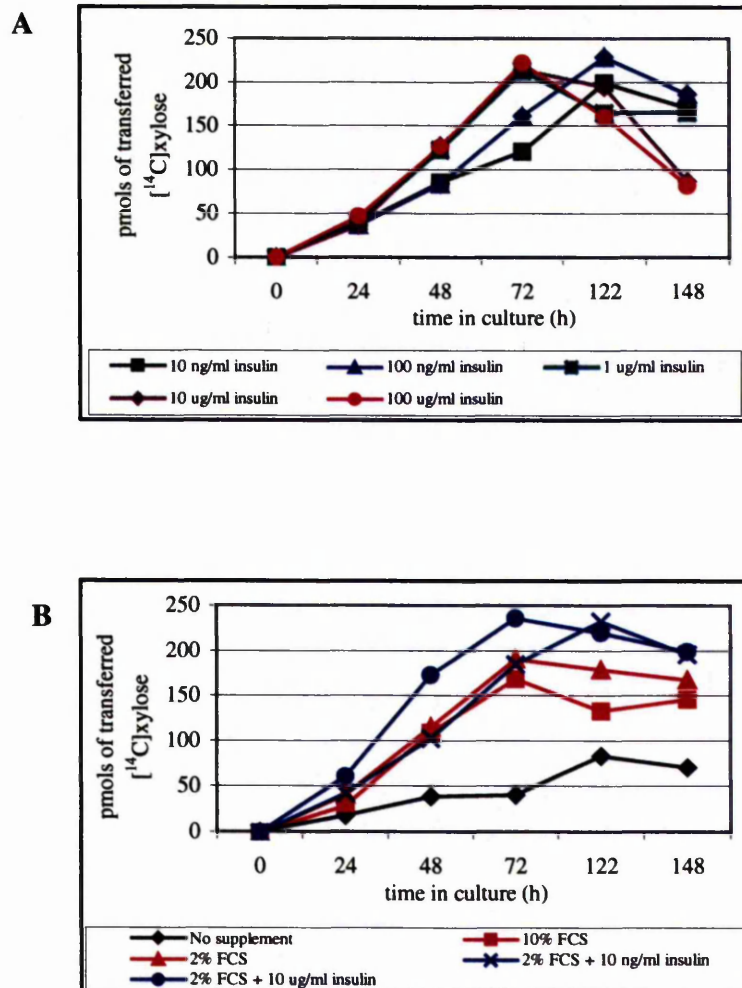 A
pmols of transferred
[¹⁴C]xylose
250
200
150
100
50
0
0 24 48 72 122 148
time in culture (h)
10 ng/ml insulin 100 ng/ml insulin 1 ug/ml insulin
10 ug/ml insulin 100 ug/ml insulin
B
pmols of transferred
[¹⁴C]xylose
250
200
150
100
50
0
0 24 48 72 122 148
time in culture (h)
No supplement 10% FCS
2% FCS 2% FCS + 10 ng/ml insulin
2% FCS + 10 ug/ml insulin